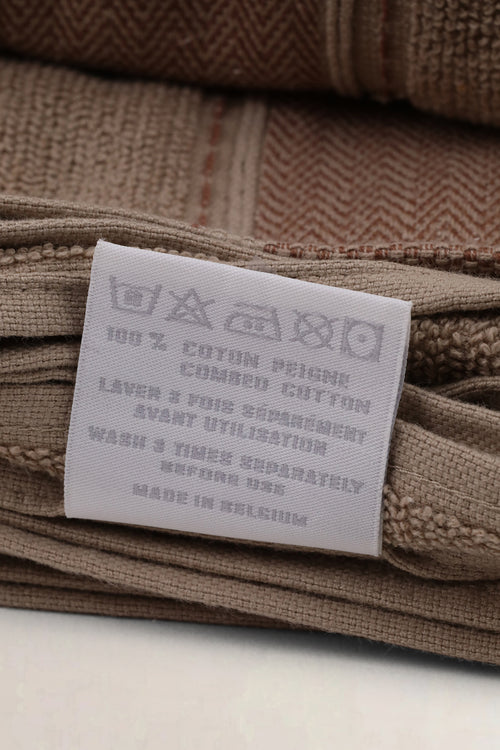 100 % COTON PEIGNE
COMBED CUTTON
LAVER 3 FOIS SÉPARÉMENT
AVANT UTILISATION
WASH 3 TIMES SEPARATELY
BEFORE USE
MADE IN BELGIUM